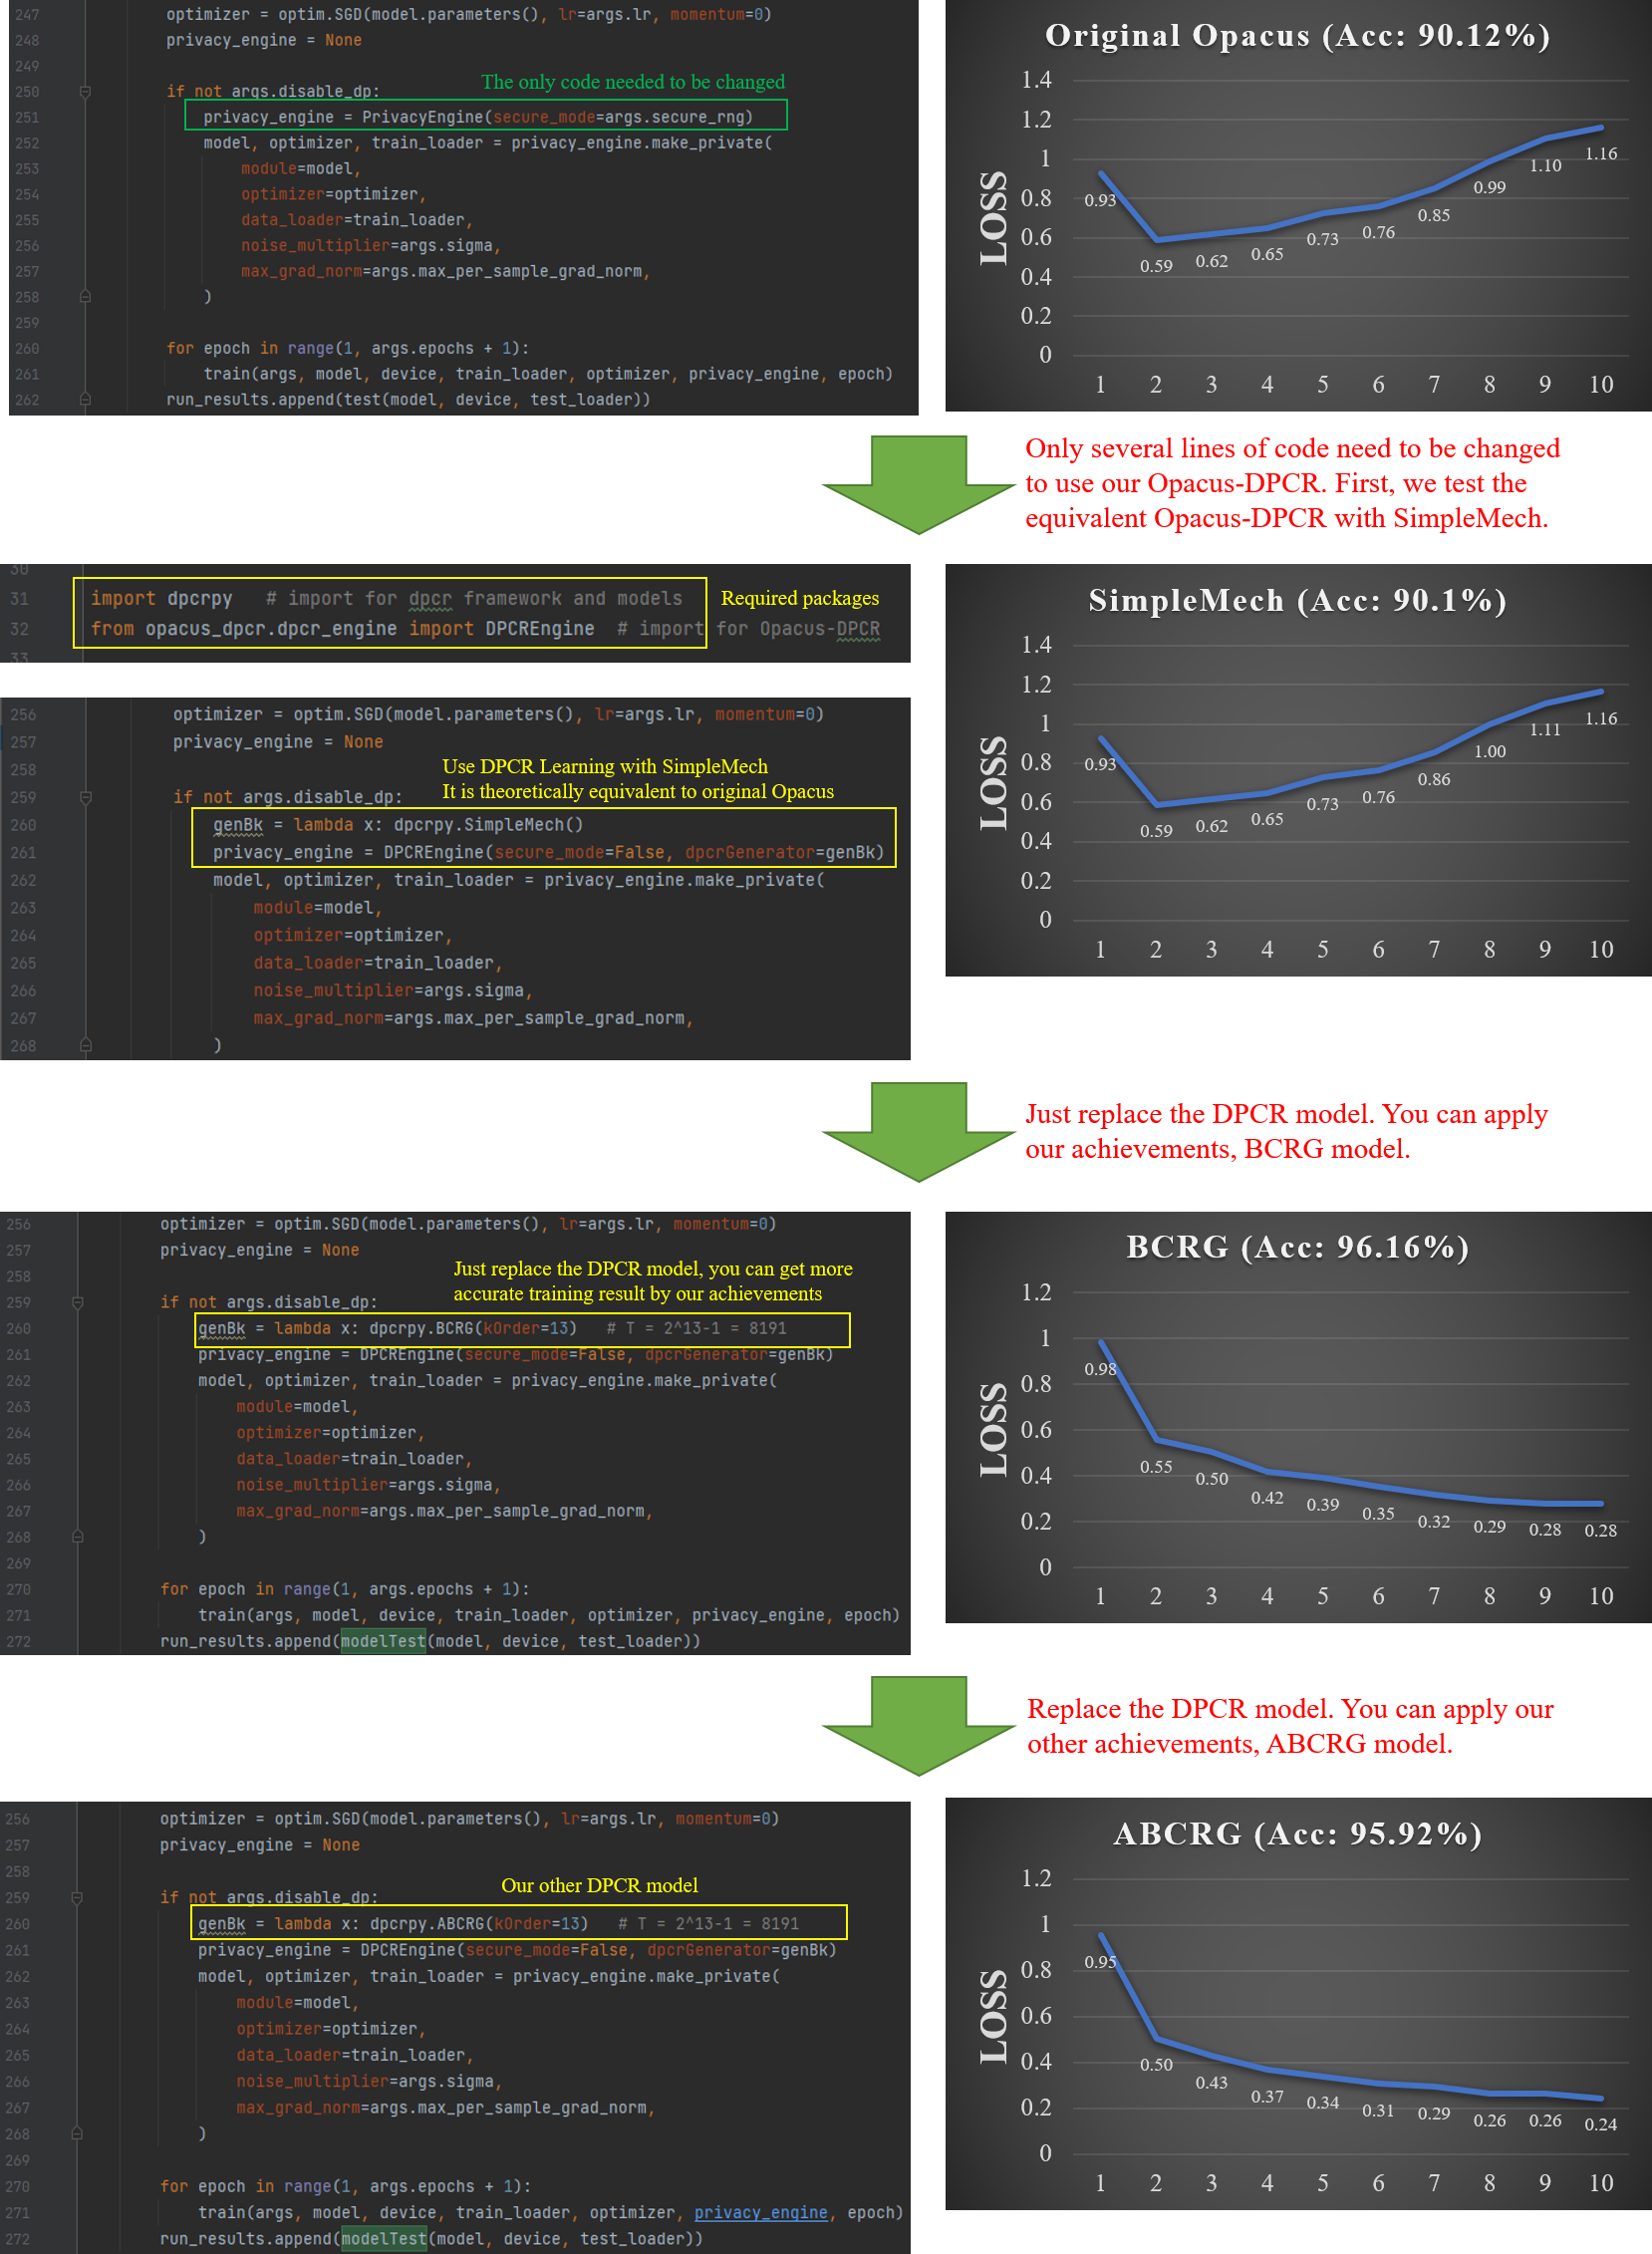 247 optimizer = optim.SGD(model.parameters(), lr=args.lr, momentum=0)
248 privacy_engine = None
249
250 if not args.disable_dp:
The only code needed to be changed
251 privacy_engine = PrivacyEngine(secure_mode=args.secure_rng)
252 model, optimizer, train_loader = privacy_engine.make_private(
253 module=model,
254 optimizer=optimizer,
255 data_loader=train_loader,
256 noise_multiplier=args.sigma,
257 max_grad_norm=args.max_per_sample_grad_norm,
258 )
259
260 for epoch in range(1, args.epochs + 1):
261 train(args, model, device, train_loader, optimizer, privacy_engine, epoch)
262 run_results.append(test(model, device, test_loader))
Original Opacus (Acc: 90.12%)
LOSS
1.4
1.2
1
0.8
0.6
0.4
0.2
0
0.93 0.59 0.62 0.65 0.73 0.76 0.85 0.99 1.10 1.16
1 2 3 4 5 6 7 8 9 10
Only several lines of code need to be changed
to use our Opacus-DPCR. First, we test the
equivalent Opacus-DPCR with SimpleMech.
30
31 import dpcrpy # import for dpcr framework and models
Required packages
32 from opacus_dpcr.dpcr_engine import DPCREngine # import for Opacus-DPCR
33
256 optimizer = optim.SGD(model.parameters(), lr=args.lr, momentum=0)
257 privacy_engine = None
258
Use DPCR Learning with SimpleMech
It is theoretically equivalent to original Opacus
259 if not args.disable_dp:
260 genBk = lambda x: dpcrpy.SimpleMech()
261 privacy_engine = DPCREngine(secure_mode=False, dpcrGenerator=genBk)
262 model, optimizer, train_loader = privacy_engine.make_private(
263 module=model,
264 optimizer=optimizer,
265 data_loader=train_loader,
266 noise_multiplier=args.sigma,
267 max_grad_norm=args.max_per_sample_grad_norm,
268 )
SimpleMech (Acc: 90.1%)
LOSS
1.4
1.2
1
0.8
0.6
0.4
0.2
0
0.93 0.59 0.62 0.65 0.73 0.76 0.86 1.00 1.11 1.16
1 2 3 4 5 6 7 8 9 10
Just replace the DPCR model. You can apply
our achievements, BCRG model.
256 optimizer = optim.SGD(model.parameters(), lr=args.lr, momentum=0)
257 privacy_engine = None
258
Just replace the DPCR model, you can get more
accurate training result by our achievements
259 if not args.disable_dp:
260 genBk = lambda x: dpcrpy.BCRG(kOrder=13) # T = 2^13-1 = 8191
261 privacy_engine = DPCREngine(secure_mode=False, dpcrGenerator=genBk)
262 model, optimizer, train_loader = privacy_engine.make_private(
263 module=model,
264 optimizer=optimizer,
265 data_loader=train_loader,
266 noise_multiplier=args.sigma,
267 max_grad_norm=args.max_per_sample_grad_norm,
268 )
269
270 for epoch in range(1, args.epochs + 1):
271 train(args, model, device, train_loader, optimizer, privacy_engine, epoch)
272 run_results.append(modelTest(model, device, test_loader))
BCRG (Acc: 96.16%)
LOSS
1.2
1
0.8
0.6
0.4
0.2
0
0.98 0.55 0.50 0.42 0.39 0.35 0.32 0.29 0.28 0.28
1 2 3 4 5 6 7 8 9 10
Replace the DPCR model. You can apply our
other achievements, ABCRG model.
256 optimizer = optim.SGD(model.parameters(), lr=args.lr, momentum=0)
257 privacy_engine = None
258
Our other DPCR model
259 if not args.disable_dp:
260 genBk = lambda x: dpcrpy.ABCRG(kOrder=13) # T = 2^13-1 = 8191
261 privacy_engine = DPCREngine(secure_mode=False, dpcrGenerator=genBk)
262 model, optimizer, train_loader = privacy_engine.make_private(
263 module=model,
264 optimizer=optimizer,
265 data_loader=train_loader,
266 noise_multiplier=args.sigma,
267 max_grad_norm=args.max_per_sample_grad_norm,
268 )
269
270 for epoch in range(1, args.epochs + 1):
271 train(args, model, device, train_loader, optimizer, privacy_engine, epoch)
272 run_results.append(modelTest(model, device, test_loader))
ABCRG (Acc: 95.92%)
LOSS
1.2
1
0.8
0.6
0.4
0.2
0
0.95 0.50 0.43 0.37 0.34 0.31 0.29 0.26 0.26 0.24
1 2 3 4 5 6 7 8 9 10